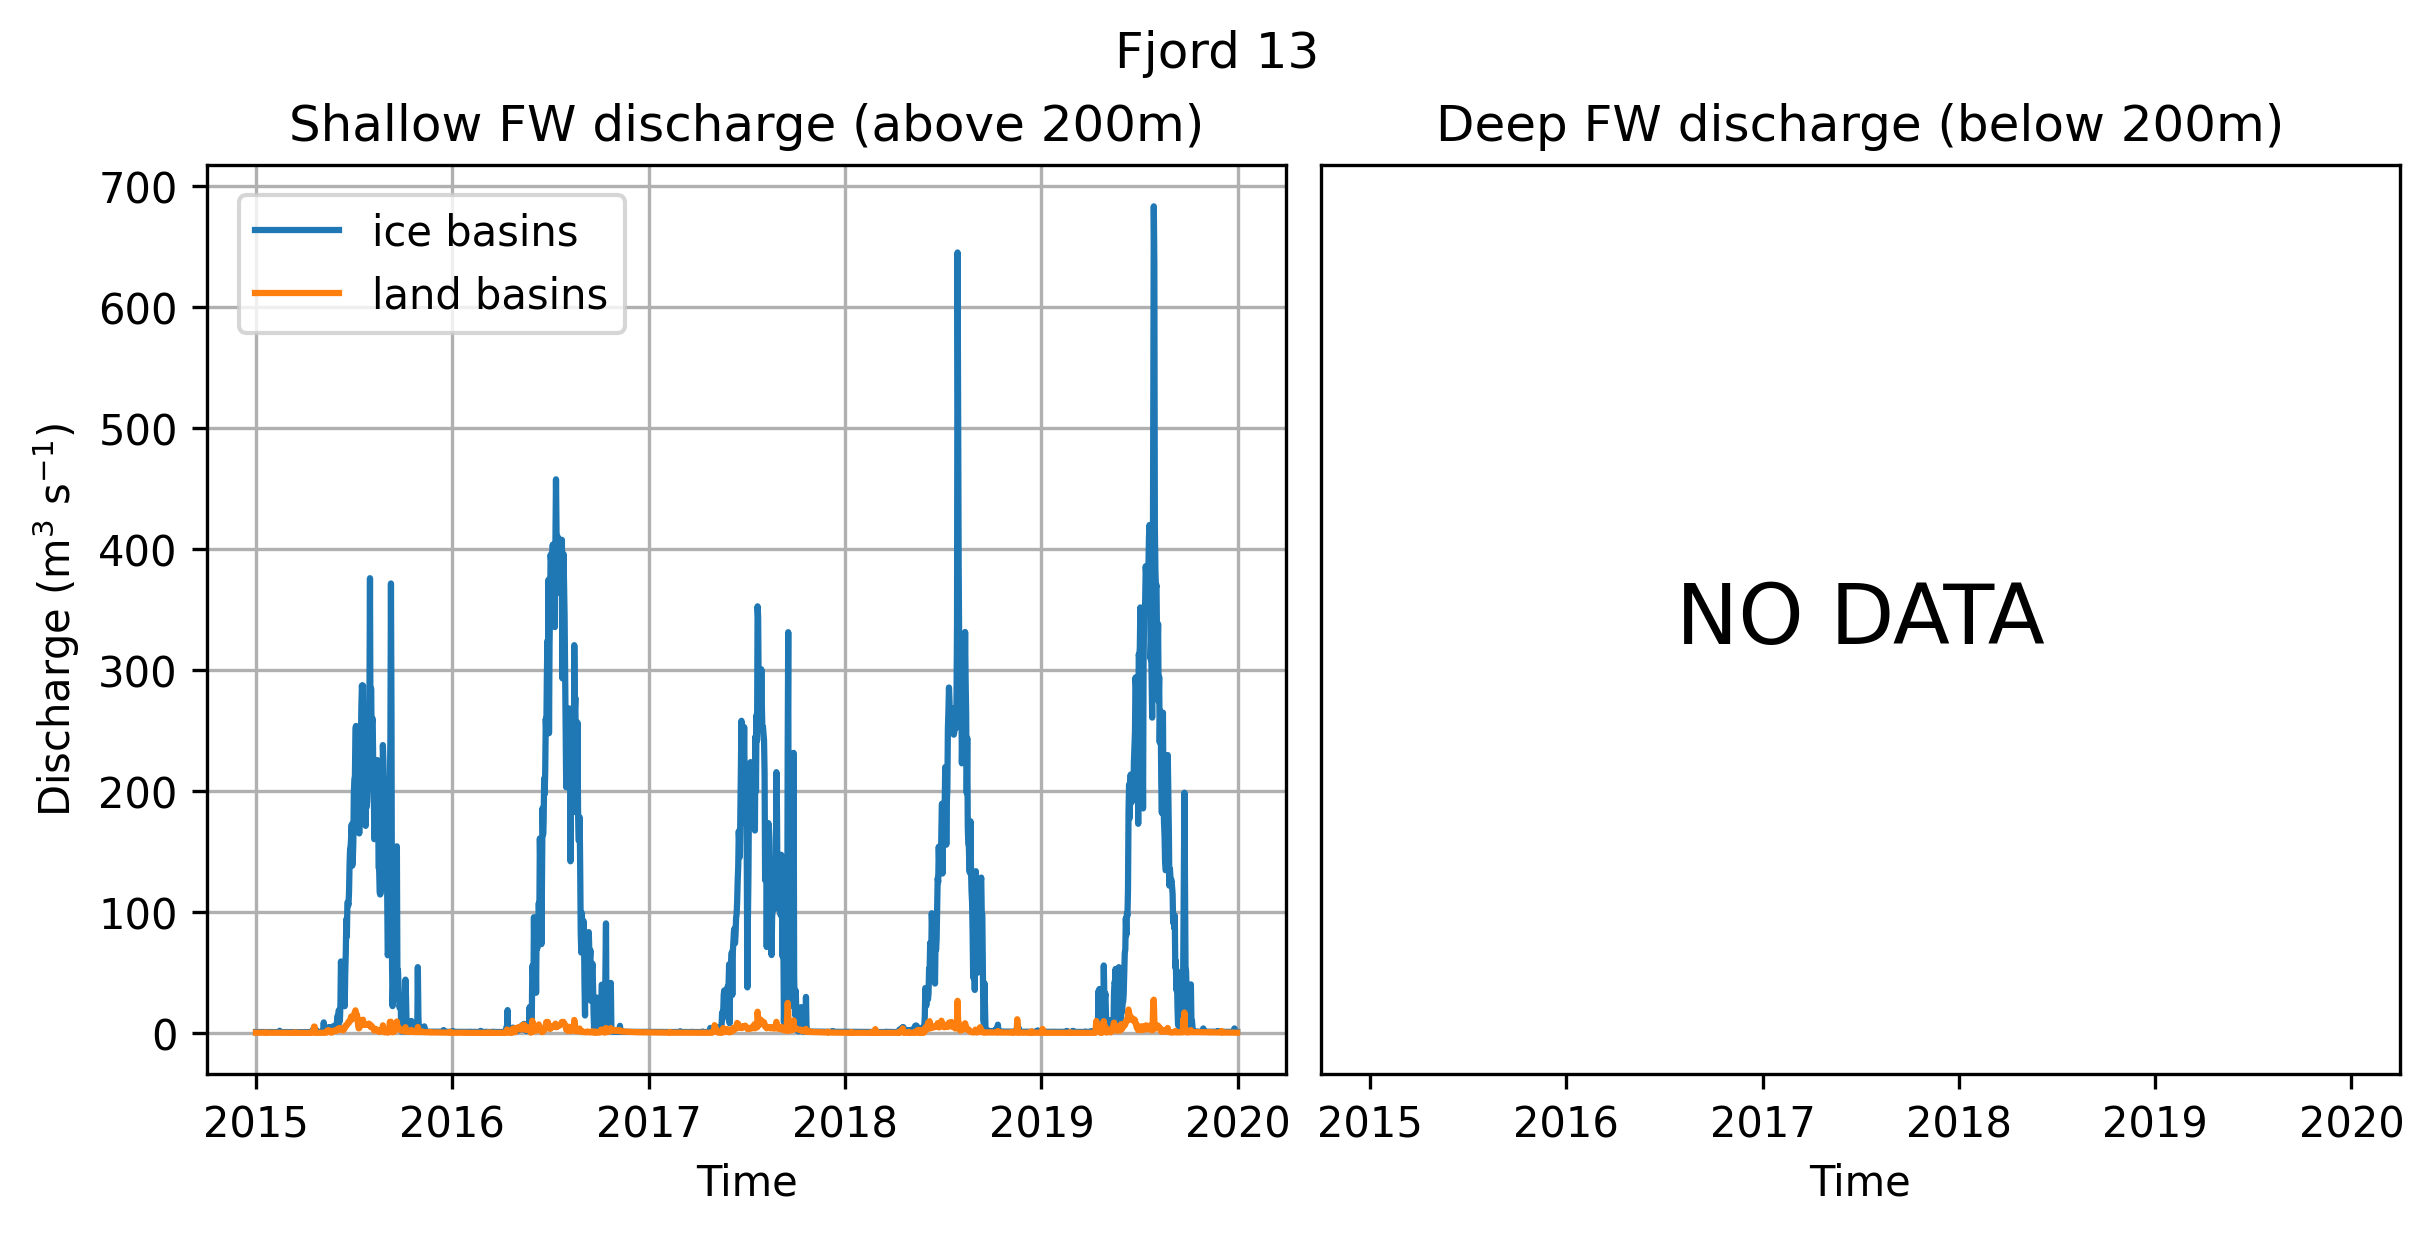 Fjord 13
Shallow FW discharge (above 200m)
Deep FW discharge (below 200m)
Discharge (m³ s⁻¹)
700
600
500
400
300
200
100
0
ice basins
land basins
NO DATA
2015 2016 2017 2018 2019 2020
2015 2016 2017 2018 2019 2020
Time
Time